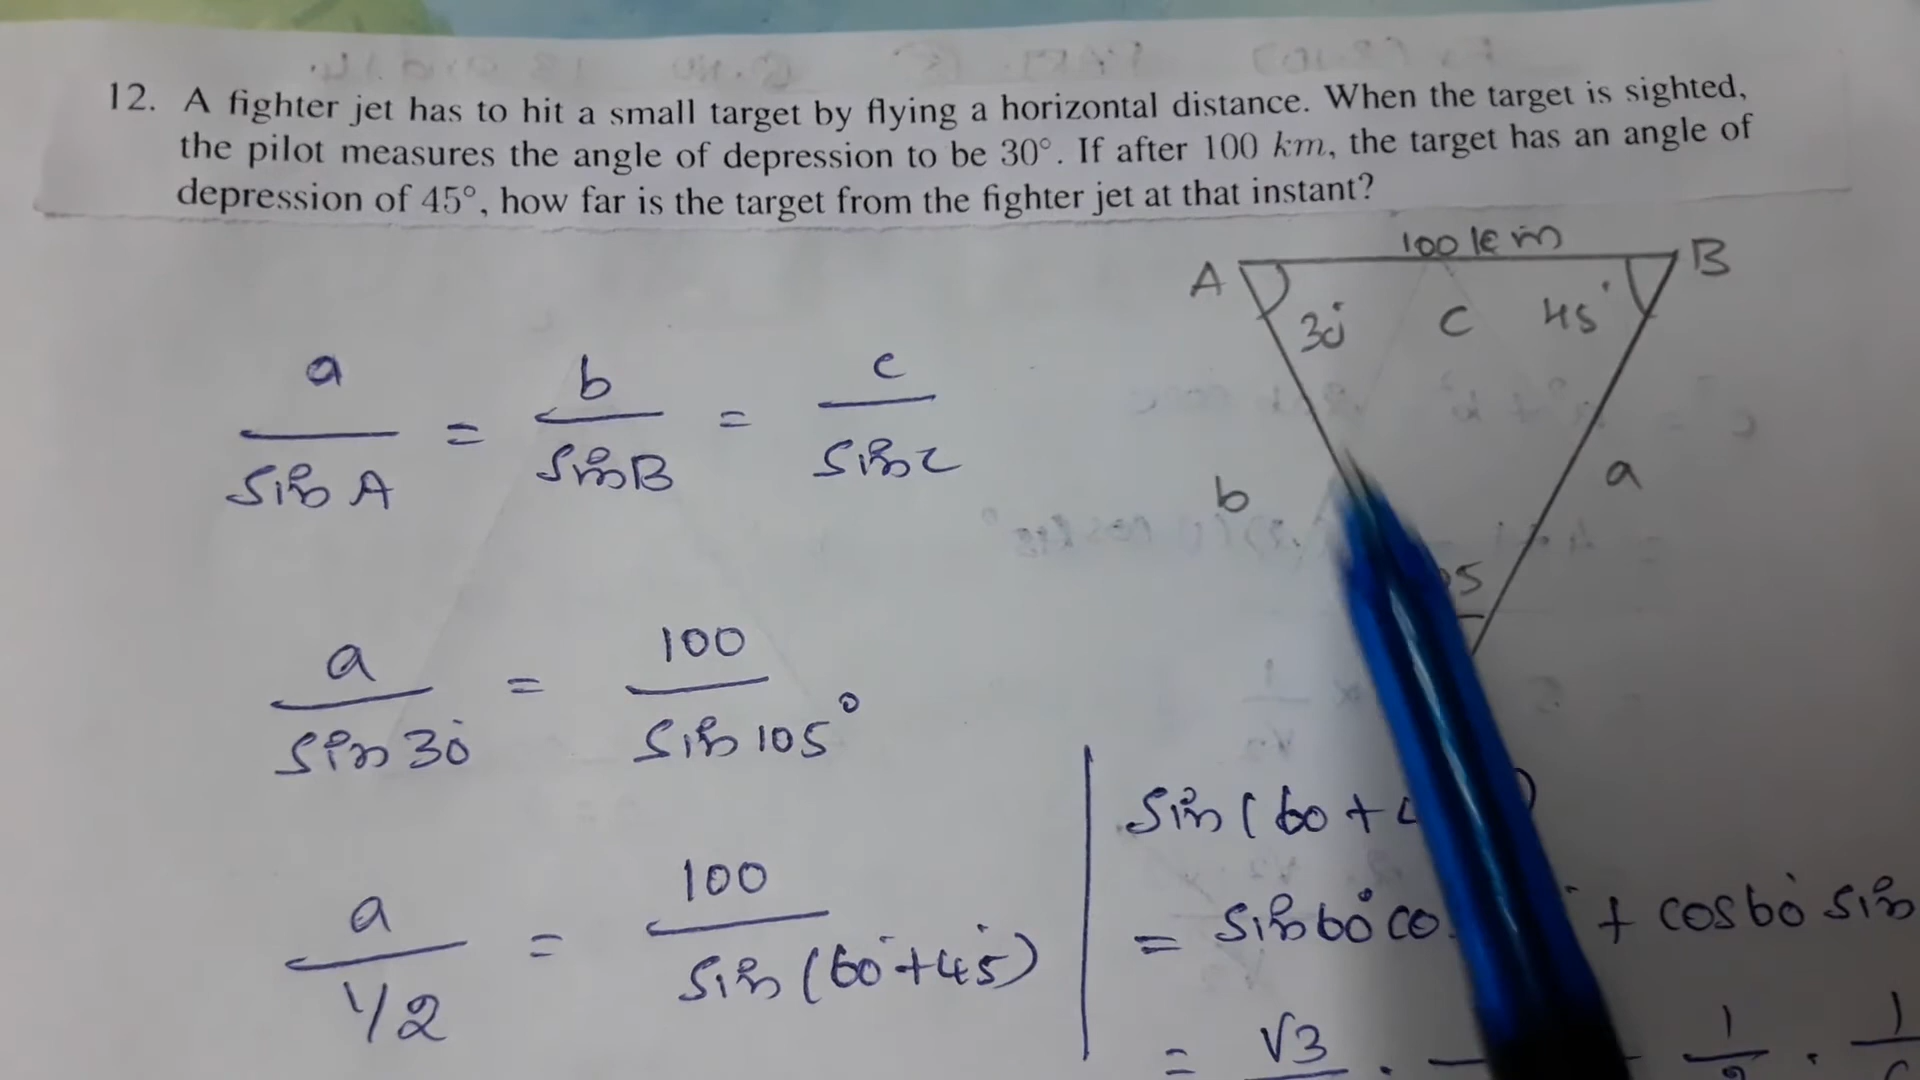 12. A fighter jet has to hit a small target by flying a horizontal distance. When the target is sighted,
the pilot measures the angle of depression to be 30°. If after 100 km, the target has an angle of
depression of 45°, how far is the target from the fighter jet at that instant?
100 km
A B
30° C 45°
b a
a/sin A = b/sin B = c/sin C
a/sin 30° = 100/sin 105°
a/1/2 = 100/sin (60°+45°)
sin (60 +
= sin 60° co + cos 60° sin
= √3 . 1/2 .